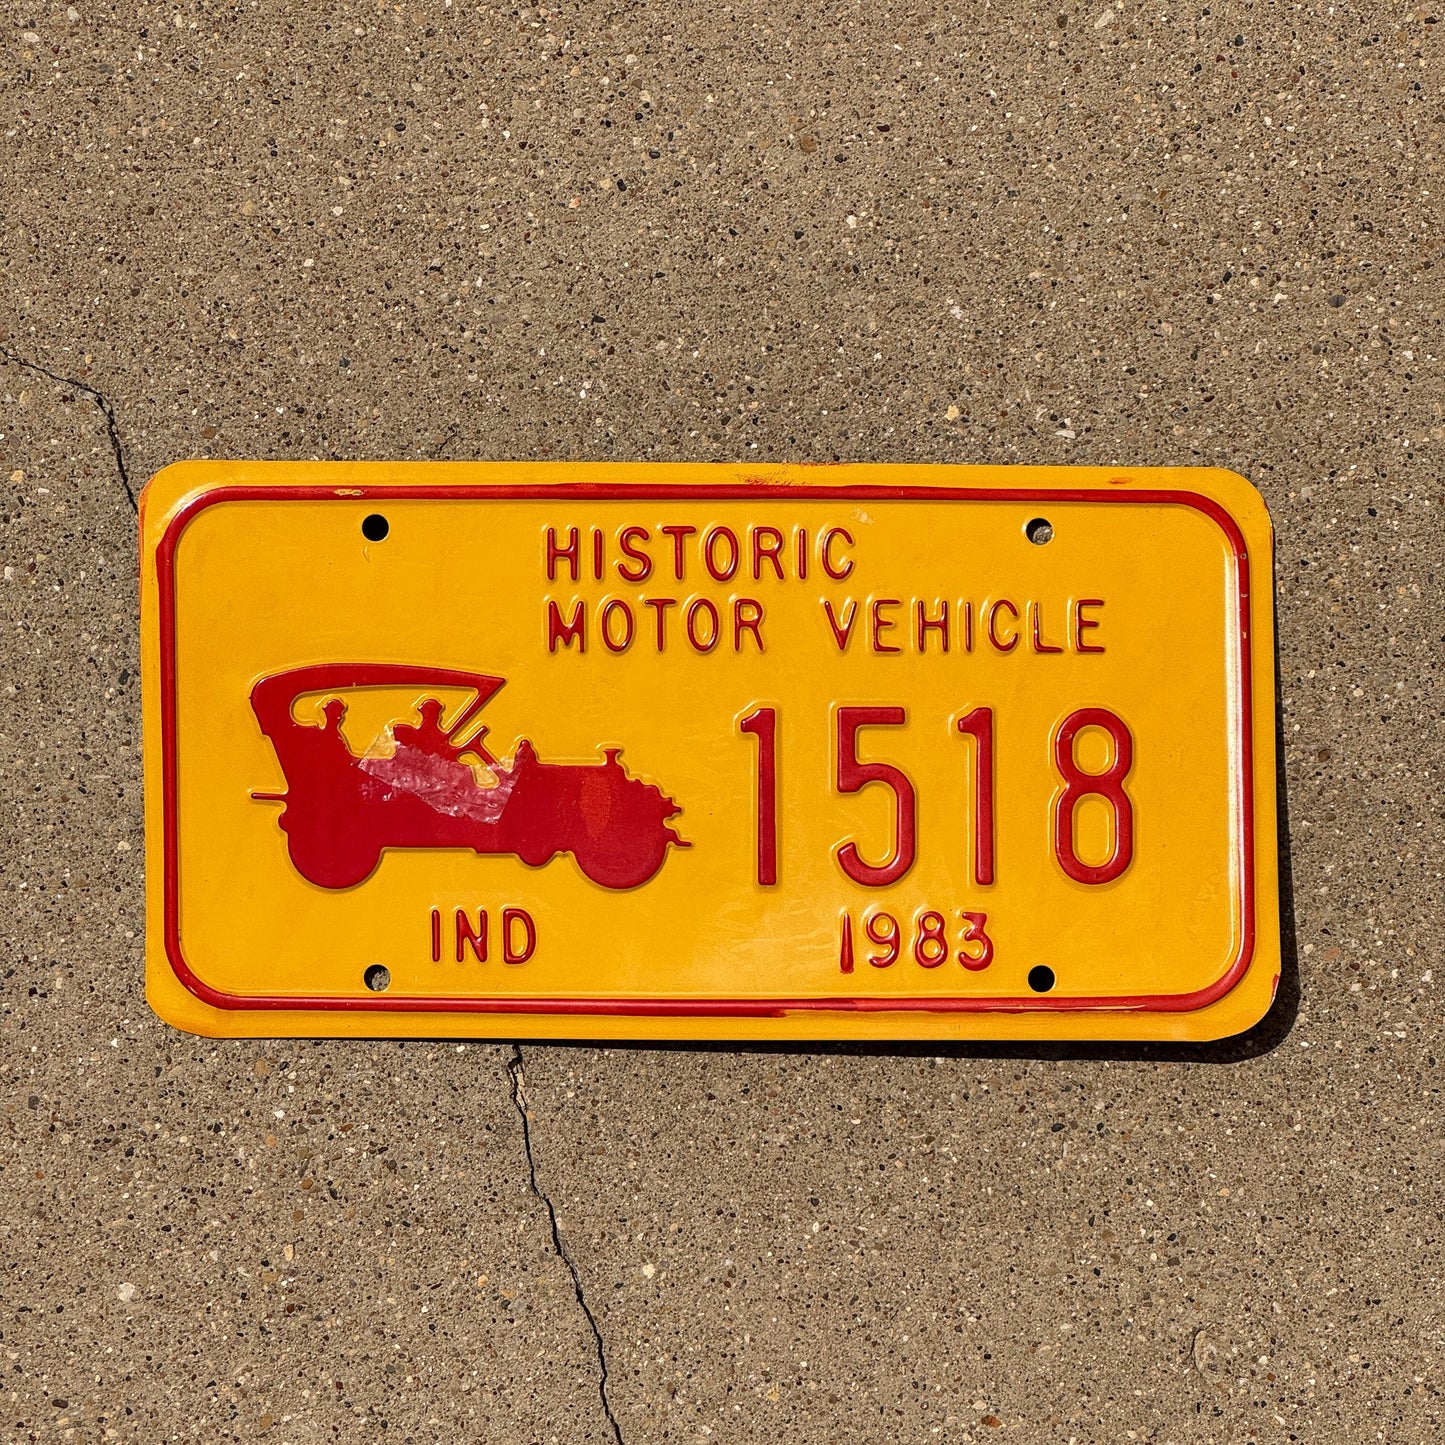 HISTORIC
MOTOR VEHICLE
1518
IND 1983